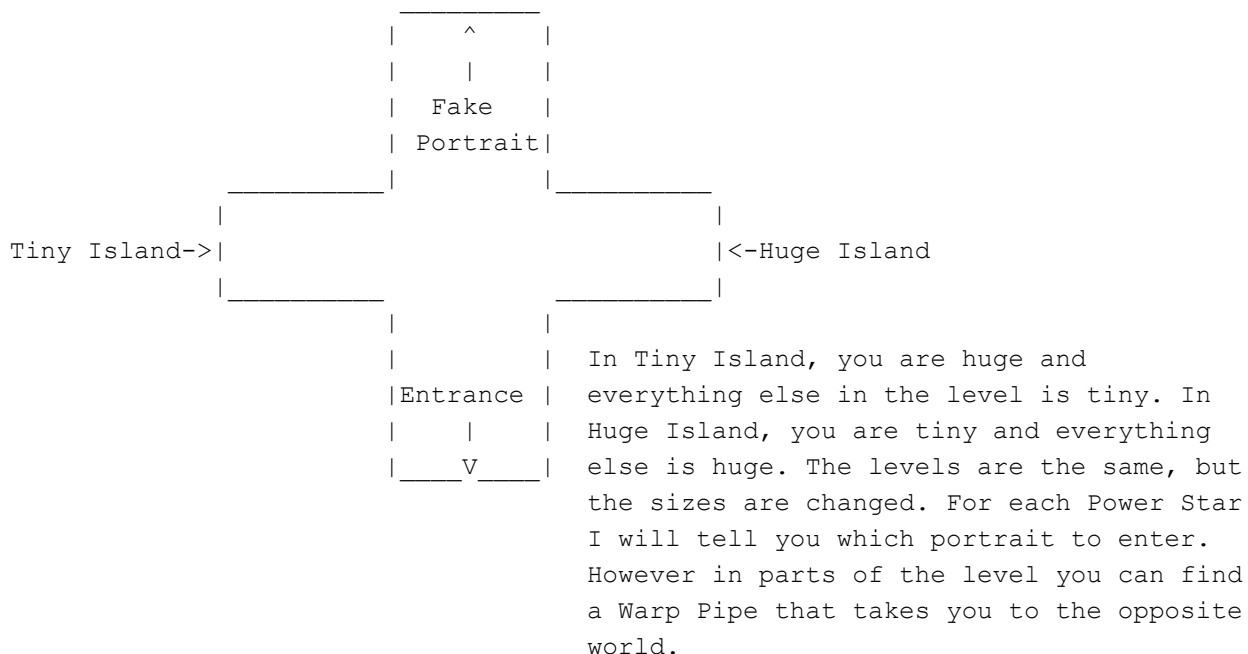 Fake
Portrait
Tiny Island-> <-Huge Island
In Tiny Island, you are huge and
Entrance everything else in the level is tiny. In
Huge Island, you are tiny and everything
V else is huge. The levels are the same, but
the sizes are changed. For each Power Star
I will tell you which portrait to enter.
However in parts of the level you can find
a Warp Pipe that takes you to the opposite
world.